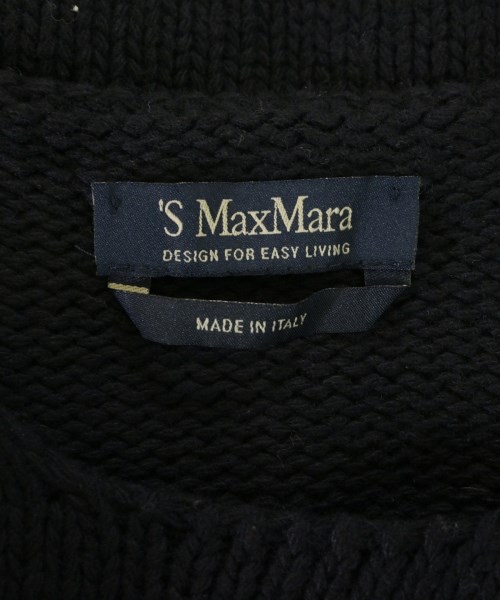 'S MaxMara
DESIGN FOR EASY LIVING
MADE IN ITALY